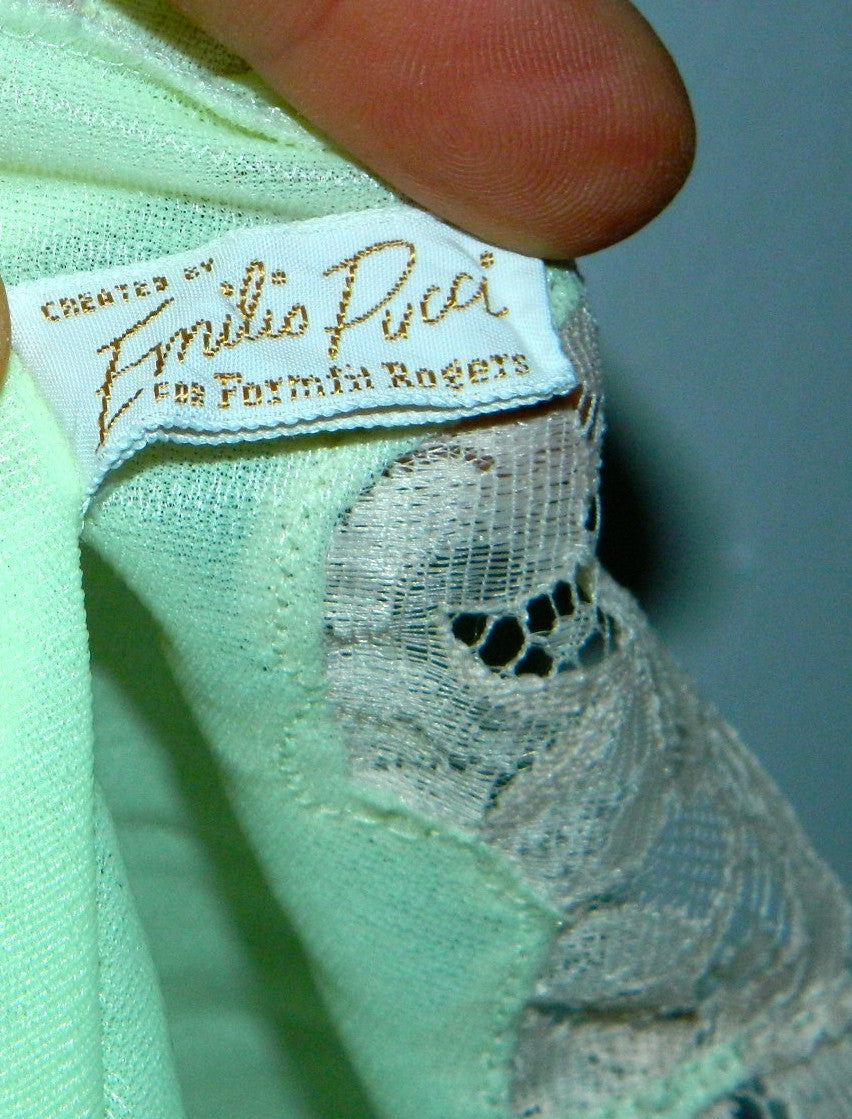 CREATED BY
Emilio Pucci
FOR Formfit Rogers